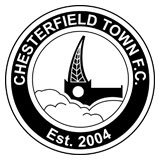 CHESTERFIELD TOWN F.C.
Est. 2004